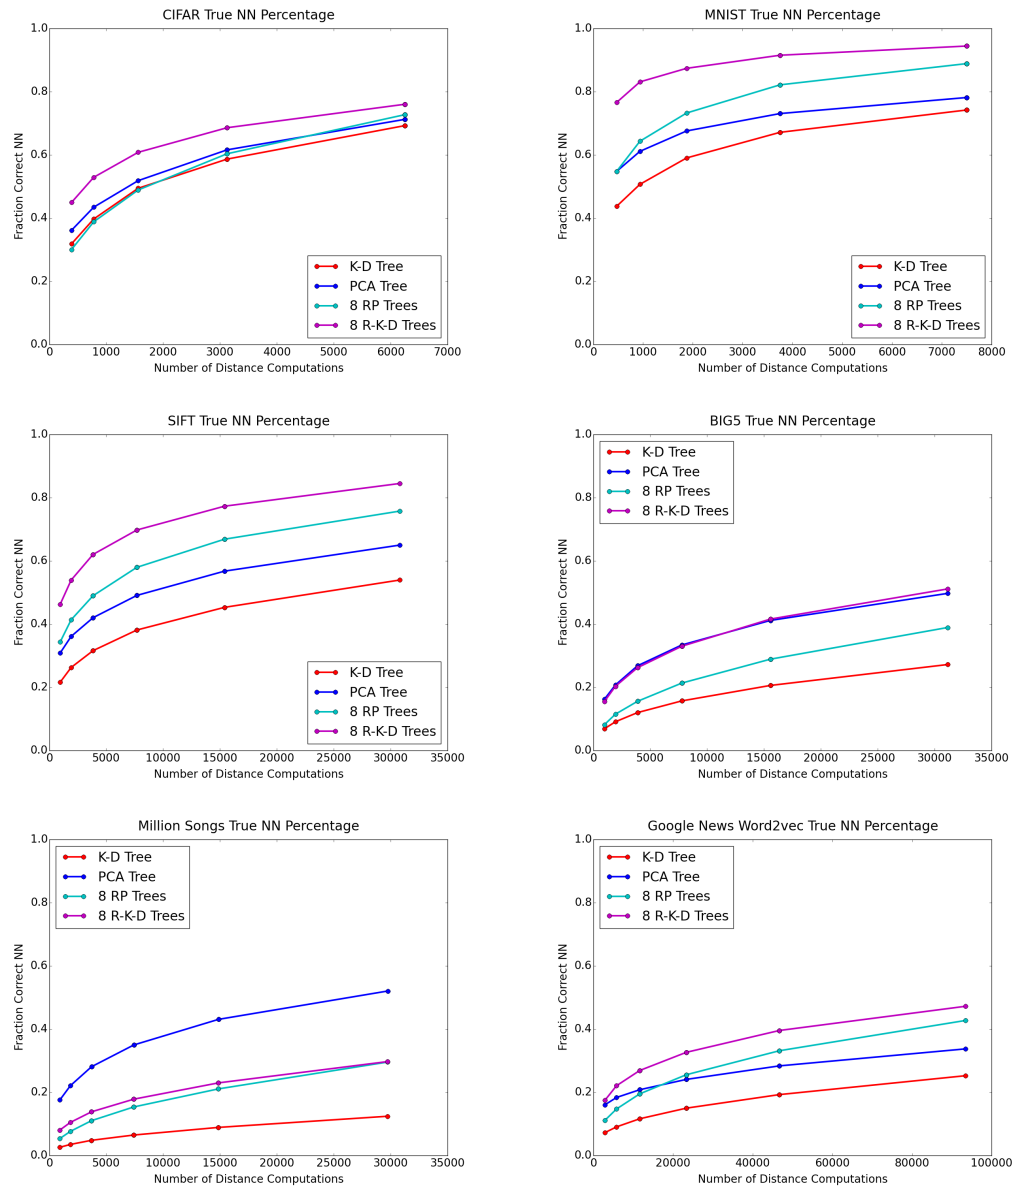 CIFAR True NN Percentage
Fraction Correct NN
1.0
0.8
0.6
0.4
0.2
0.0
K-D Tree
PCA Tree
8 RP Trees
8 R-K-D Trees
0 1000 2000 3000 4000 5000 6000 7000
Number of Distance Computations
MNIST True NN Percentage
Fraction Correct NN
1.0
0.8
0.6
0.4
0.2
0.0
K-D Tree
PCA Tree
8 RP Trees
8 R-K-D Trees
0 1000 2000 3000 4000 5000 6000 7000 8000
Number of Distance Computations
SIFT True NN Percentage
Fraction Correct NN
1.0
0.8
0.6
0.4
0.2
0.0
K-D Tree
PCA Tree
8 RP Trees
8 R-K-D Trees
0 5000 10000 15000 20000 25000 30000 35000
Number of Distance Computations
BIG5 True NN Percentage
Fraction Correct NN
1.0
0.8
0.6
0.4
0.2
0.0
K-D Tree
PCA Tree
8 RP Trees
8 R-K-D Trees
0 5000 10000 15000 20000 25000 30000 35000
Number of Distance Computations
Million Songs True NN Percentage
Fraction Correct NN
1.0
0.8
0.6
0.4
0.2
0.0
K-D Tree
PCA Tree
8 RP Trees
8 R-K-D Trees
0 5000 10000 15000 20000 25000 30000 35000
Number of Distance Computations
Google News Word2vec True NN Percentage
Fraction Correct NN
1.0
0.8
0.6
0.4
0.2
0.0
K-D Tree
PCA Tree
8 RP Trees
8 R-K-D Trees
0 20000 40000 60000 80000 100000
Number of Distance Computations